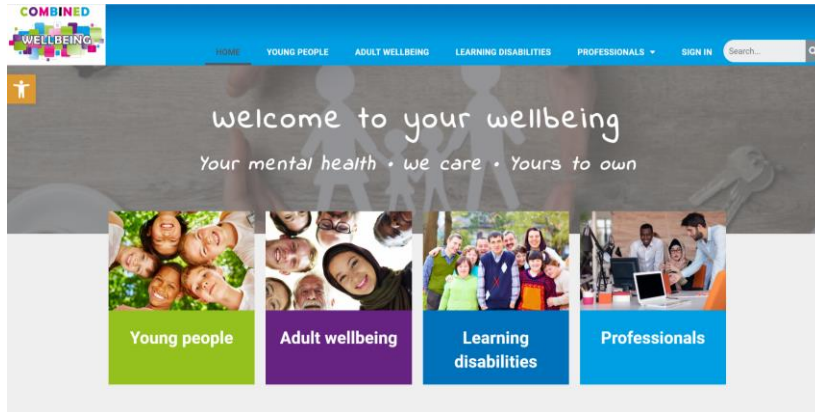 COMBINED
WELLBEING
HOME YOUNG PEOPLE ADULT WELLBEING LEARNING DISABILITIES PROFESSIONALS SIGN IN Search...
welcome to your wellbeing
Your mental health • we care • Yours to own
Young people Adult wellbeing Learning Professionals
disabilities